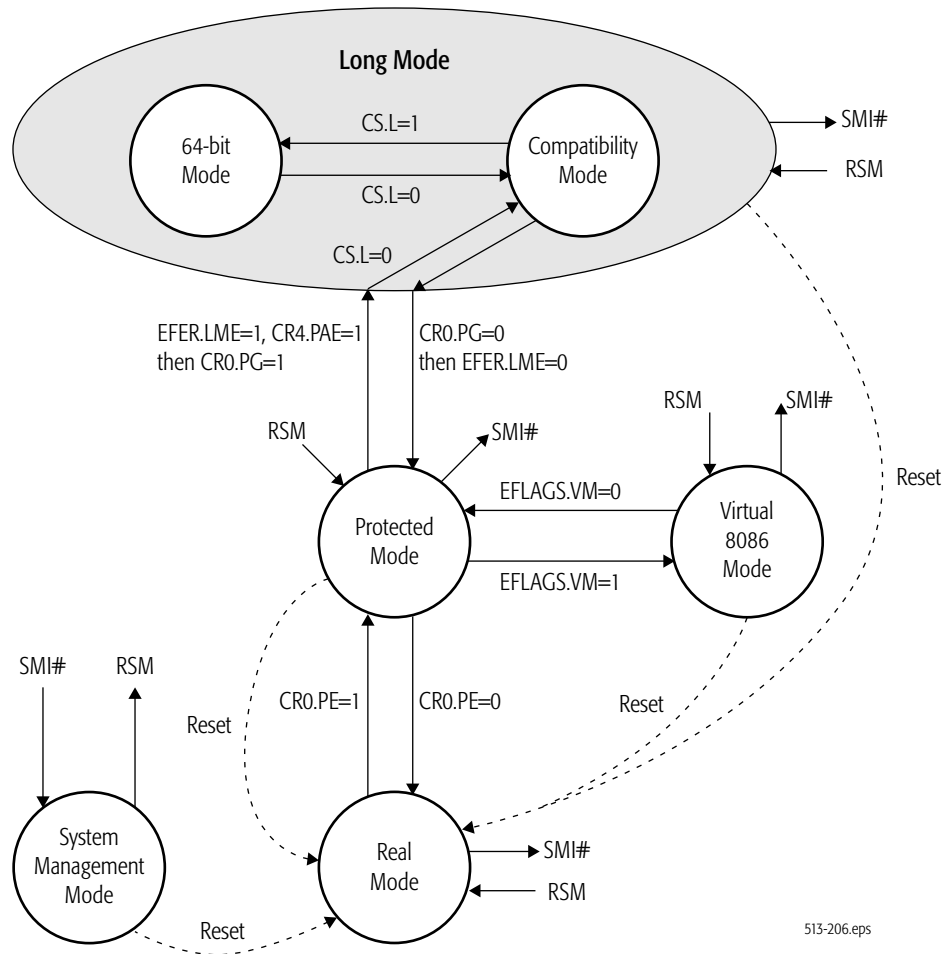 Long Mode
64-bit
Mode
CS.L=1
CS.L=0
Compatibility
Mode
SMI#
RSM
CS.L=0
EFER.LME=1, CR4.PAE=1
then CR0.PG=1
CR0.PG=0
then EFER.LME=0
RSM
SMI#
RSM
SMI#
Reset
Protected
Mode
EFLAGS.VM=0
EFLAGS.VM=1
Virtual
8086
Mode
SMI#
RSM
Reset
CR0.PE=1
CR0.PE=0
Reset
System
Management
Mode
Real
Mode
SMI#
RSM
Reset
513-206.eps